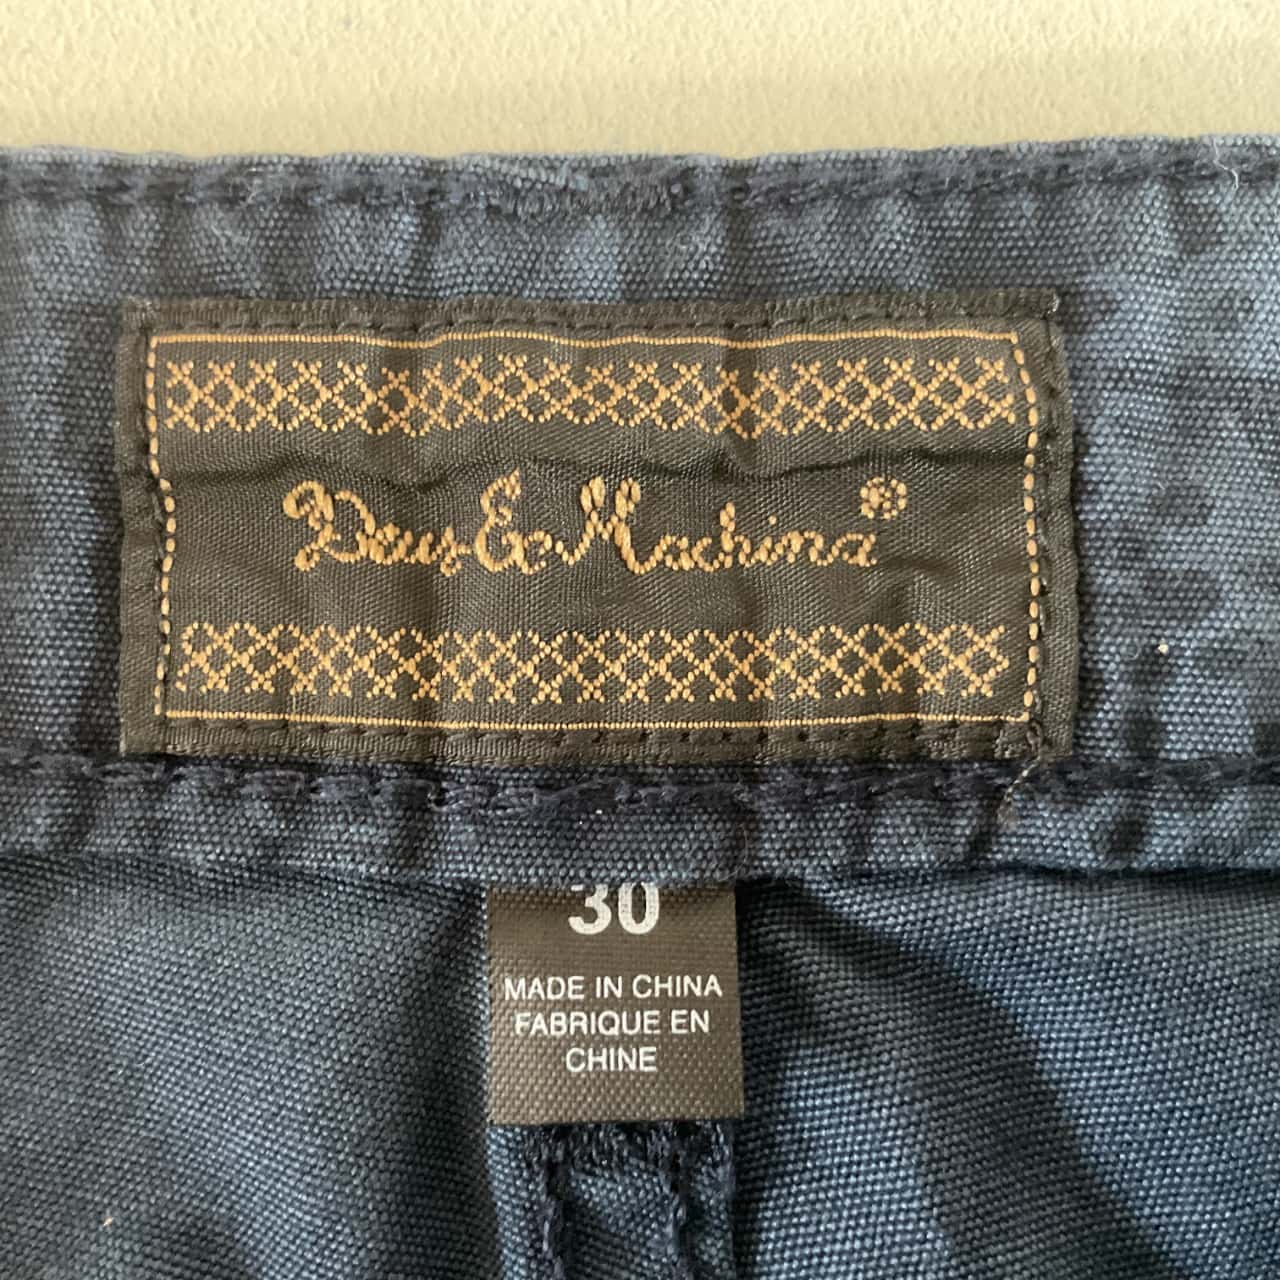 Deus Ex Machina®
30
MADE IN CHINA
FABRIQUE EN
CHINE